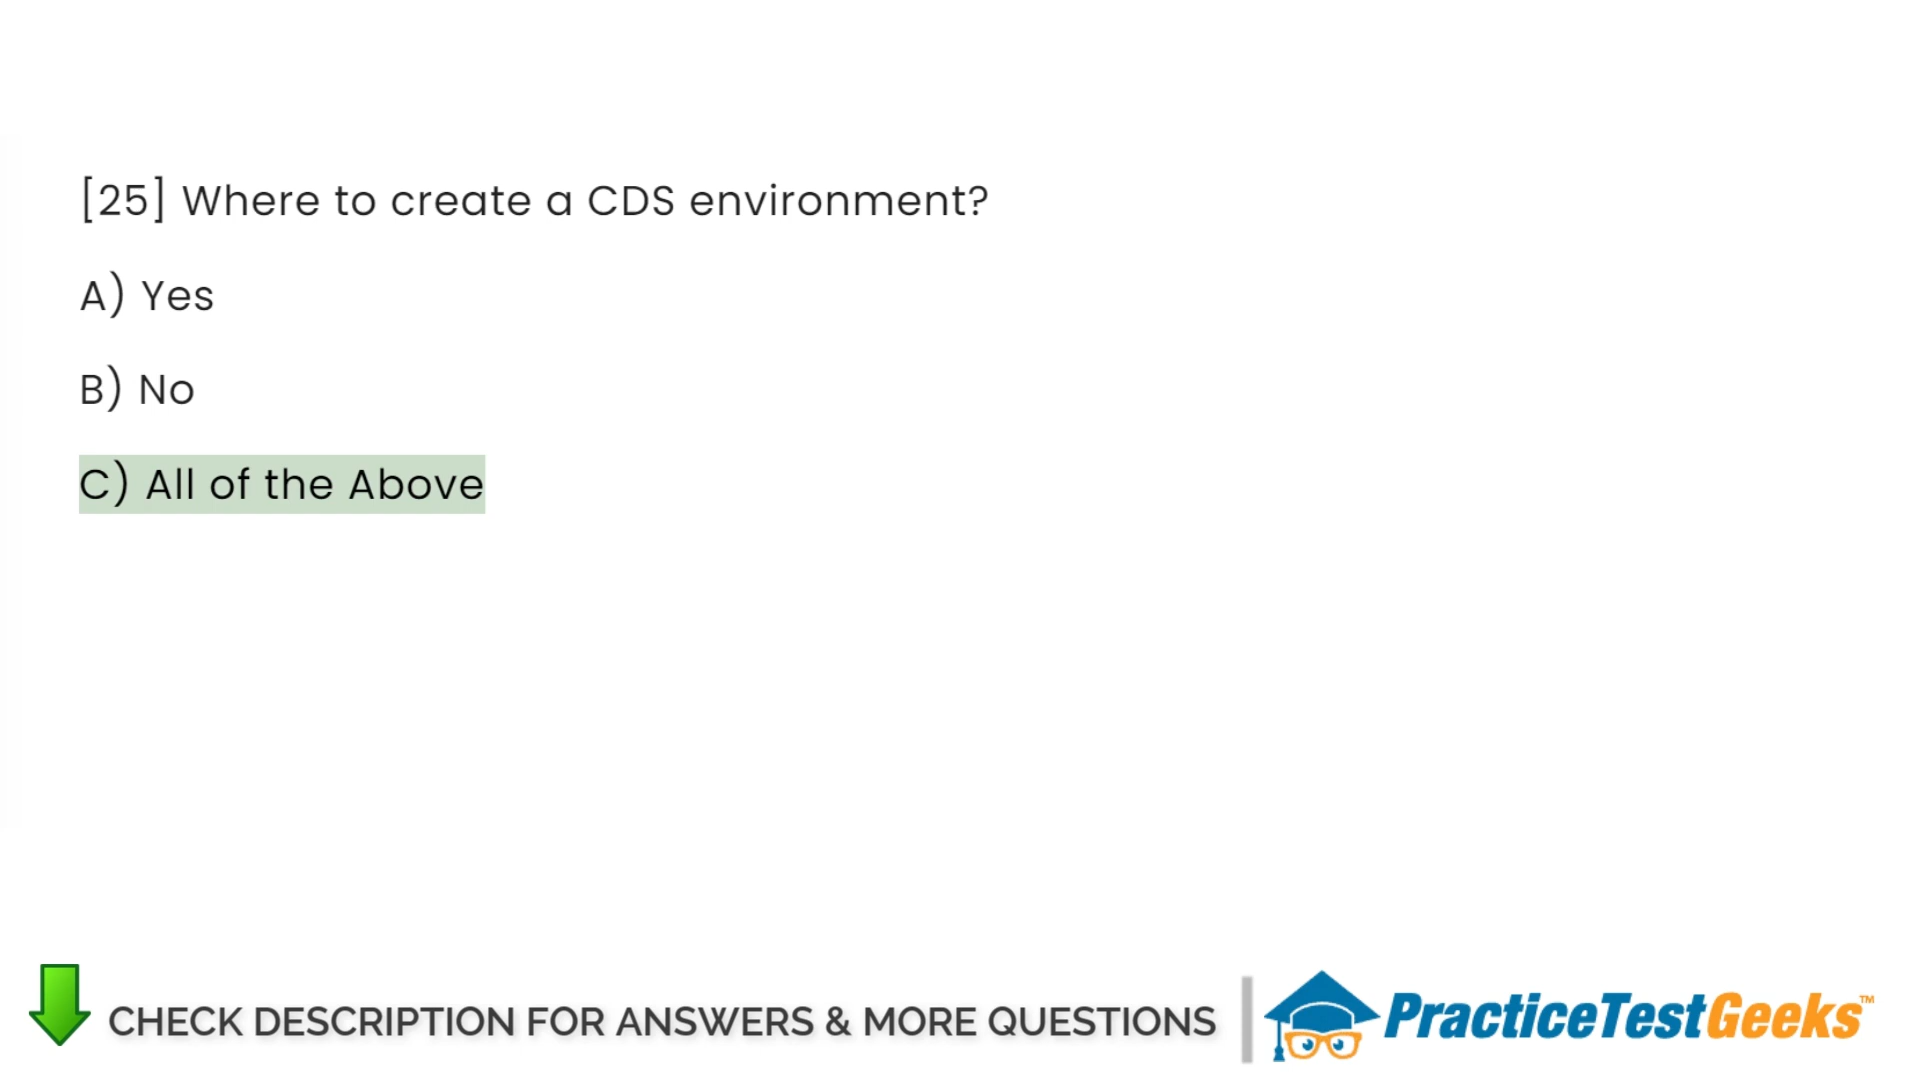 [25] Where to create a CDS environment?
A) Yes
B) No
C) All of the Above
CHECK DESCRIPTION FOR ANSWERS & MORE QUESTIONS
PracticeTestGeeks™